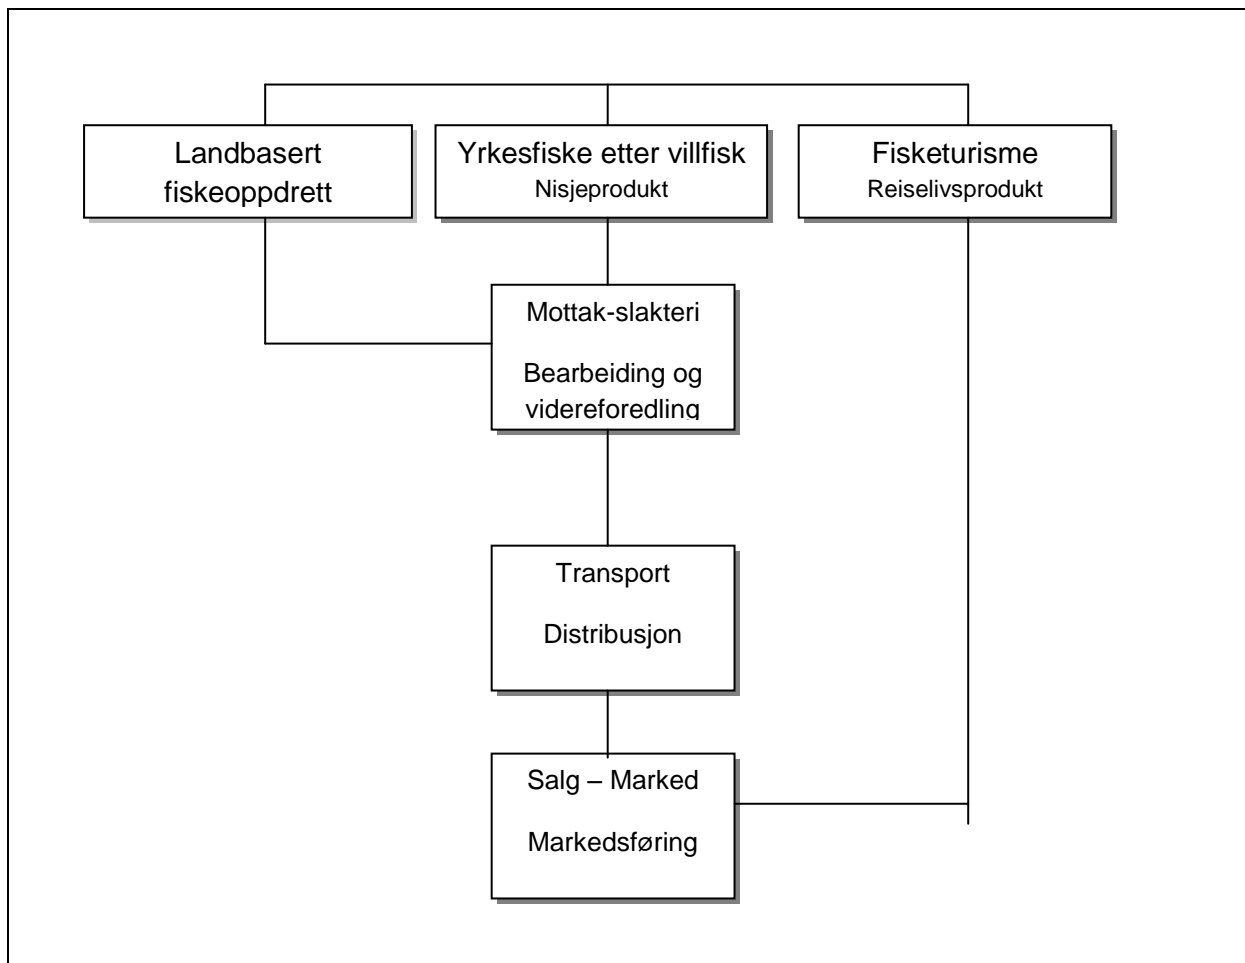 Landbasert
fiskeoppdrett
Yrkesfiske etter villfisk
Nisjeprodukt
Fisketurisme
Reiselivsprodukt
Mottak-slakteri
Bearbeiding og
videreforedling
Transport
Distribusjon
Salg – Marked
Markedsføring